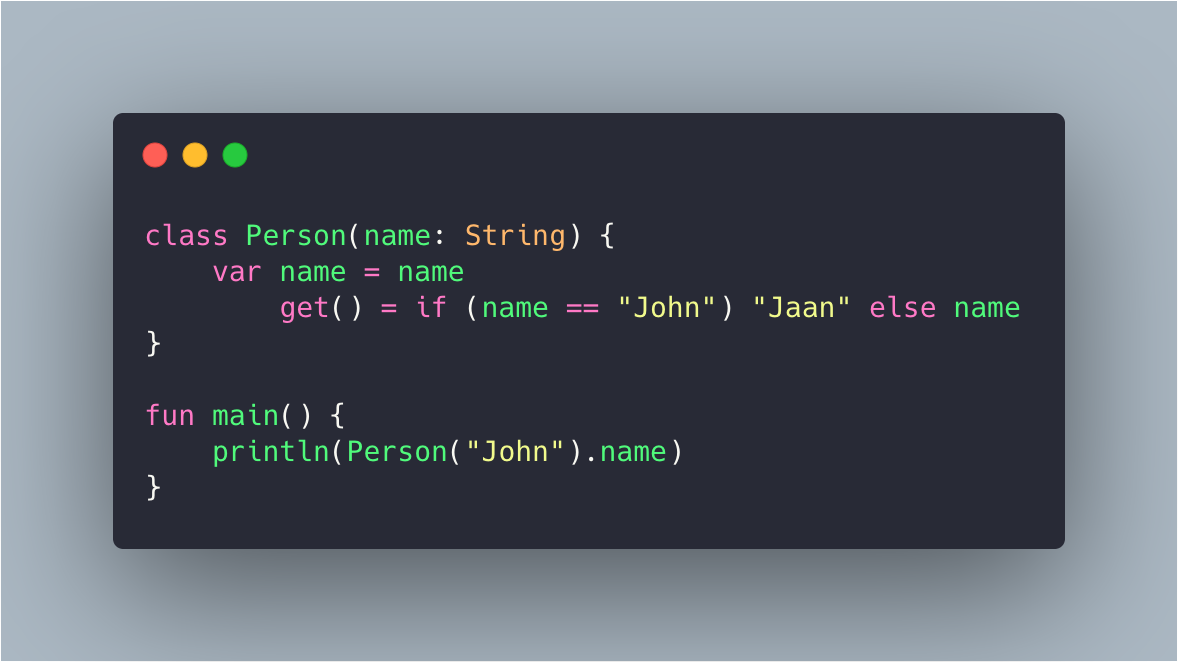 class Person(name: String) {
    var name = name
        get() = if (name == "John") "Jaan" else name
}

fun main() {
    println(Person("John").name)
}